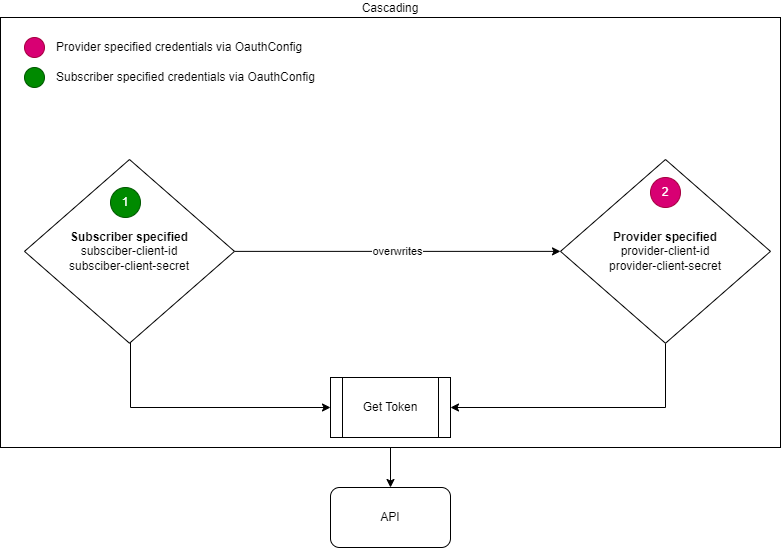 Cascading
Provider specified credentials via OauthConfig
Subscriber specified credentials via OauthConfig
1
Subscriber specified
subsciber-client-id
subsciber-client-secret
overwrites
2
Provider specified
provider-client-id
provider-client-secret
Get Token
API